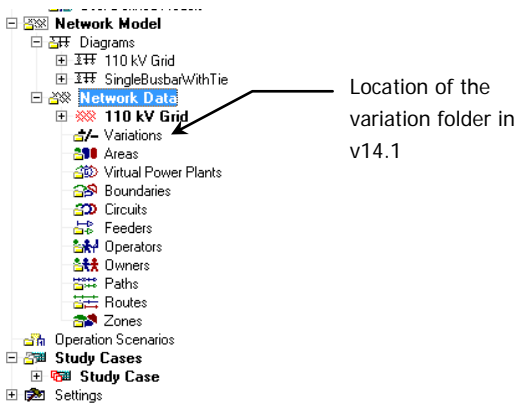 Network Model
Diagrams
110 kV Grid
SingleBusbarWithTie
Network Data
110 kV Grid
Variations
Areas
Virtual Power Plants
Boundaries
Circuits
Feeders
Operators
Owners
Paths
Routes
Zones
Operation Scenarios
Study Cases
Study Case
Settings
Location of the
variation folder in
v14.1